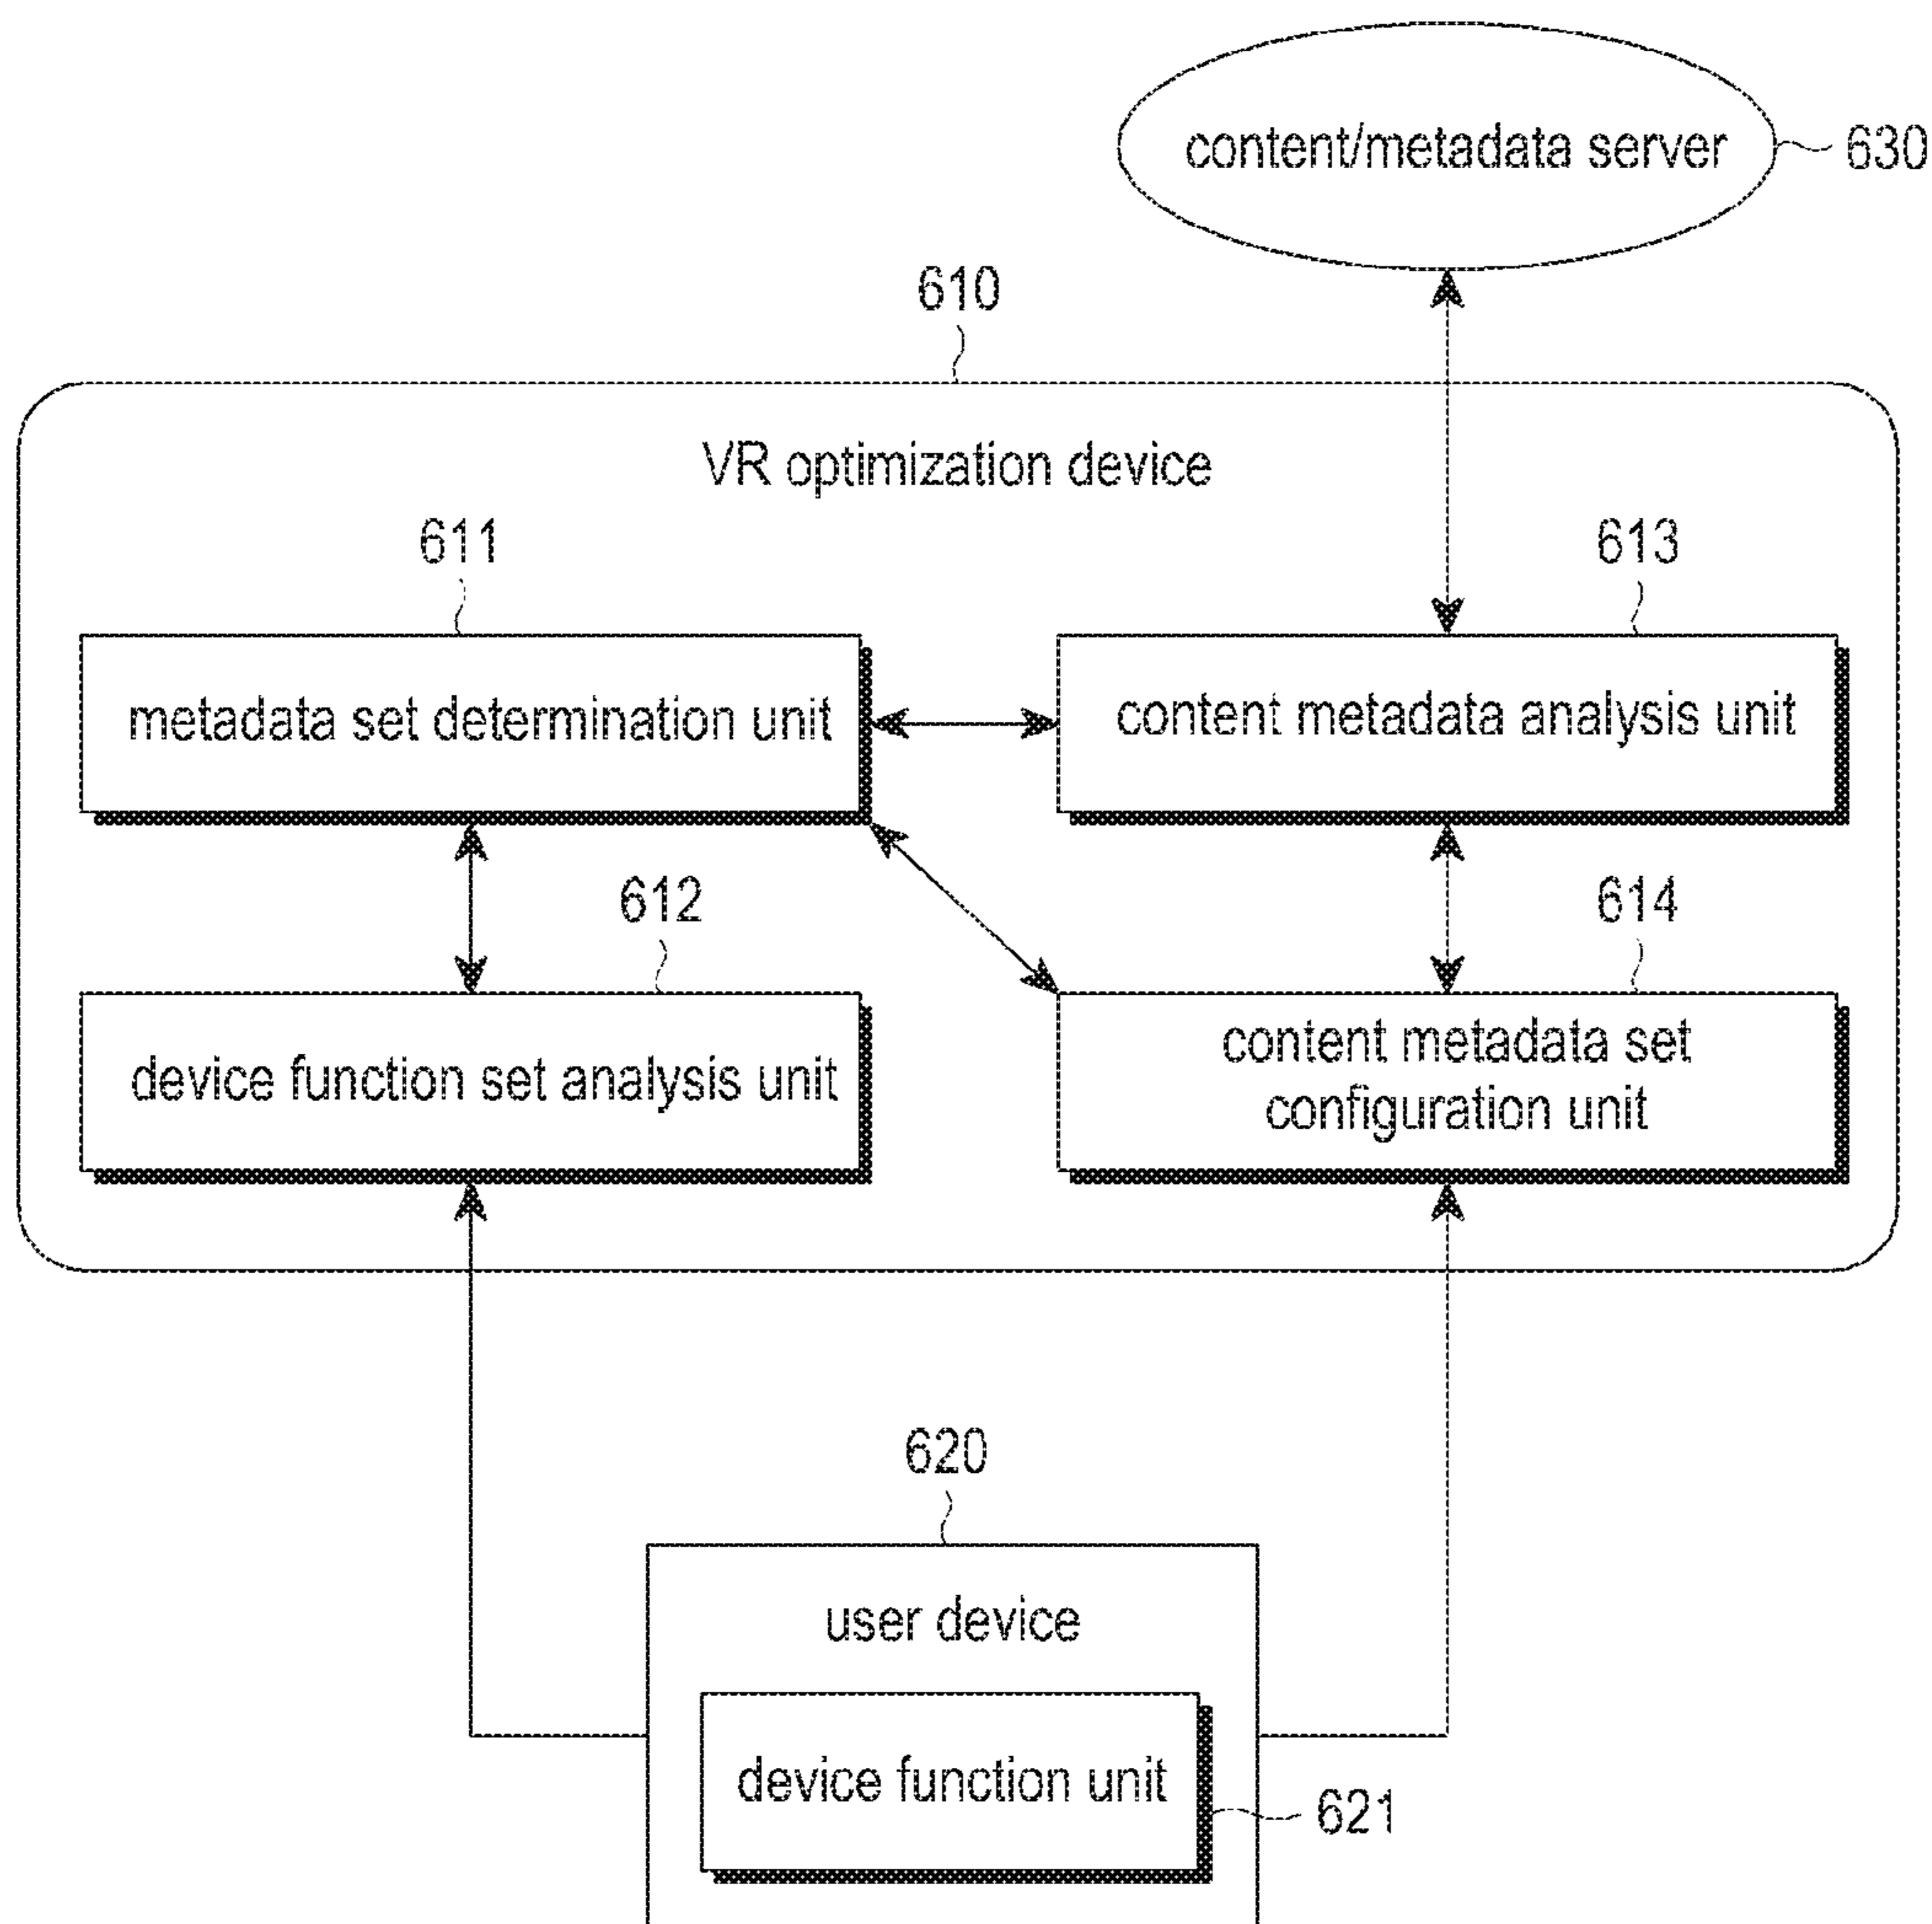 content/metadata server
630
610
VR optimization device
611
613
metadata set determination unit
content metadata analysis unit
612
614
device function set analysis unit
content metadata set
configuration unit
620
user device
device function unit
621